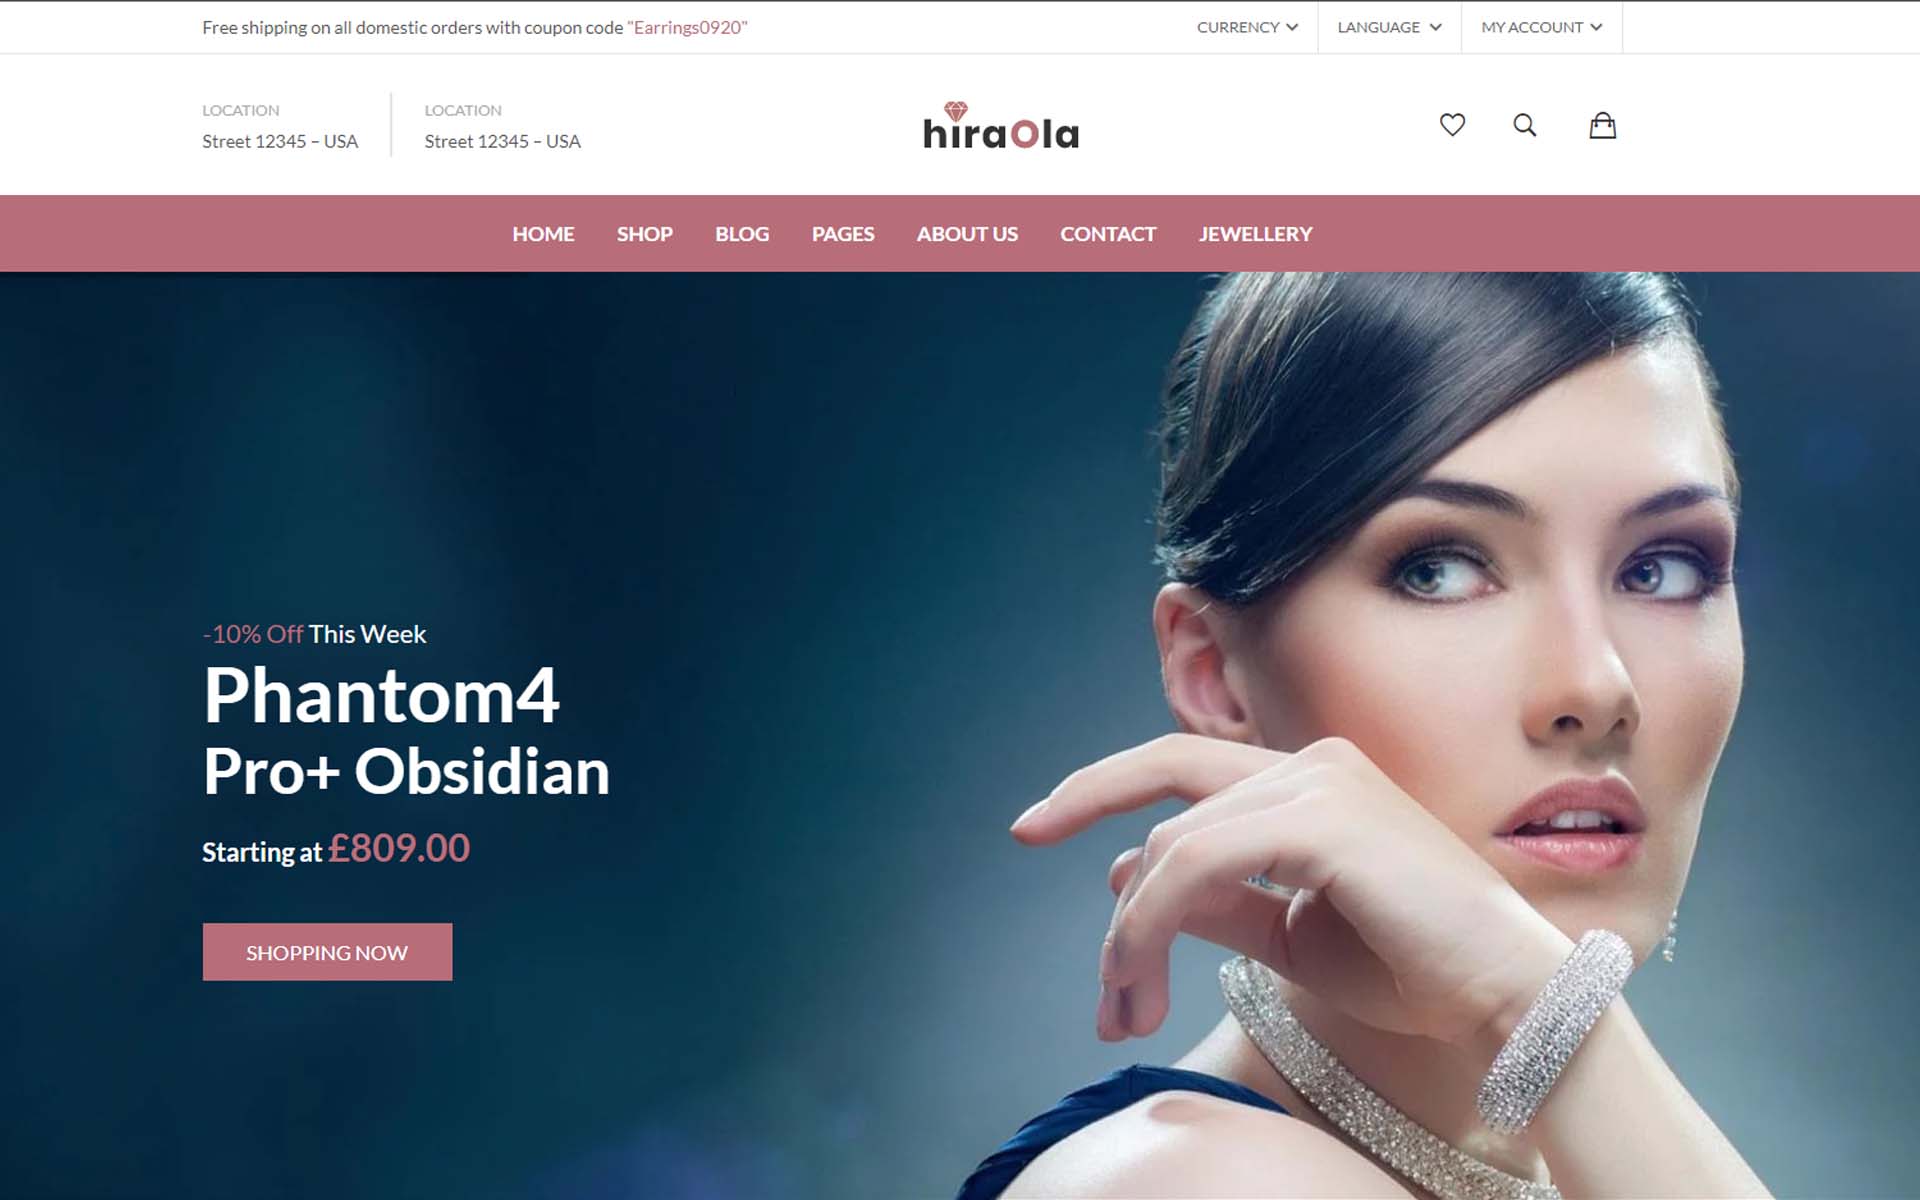 Free shipping on all domestic orders with coupon code "Earrings0920"
CURRENCY LANGUAGE MY ACCOUNT
LOCATION LOCATION
Street 12345 – USA Street 12345 – USA
hiraOla
HOME SHOP BLOG PAGES ABOUT US CONTACT JEWELLERY
-10% Off This Week
Phantom4
Pro+ Obsidian
Starting at £809.00
SHOPPING NOW